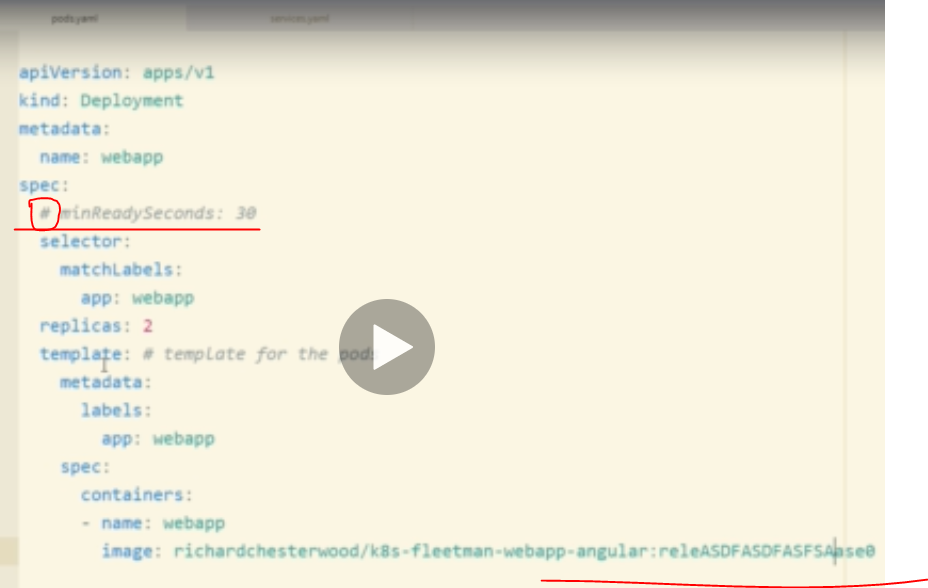 pods.yaml
services.yaml
apiVersion: apps/v1
kind: Deployment
metadata:
name: webapp
spec:
# minReadySeconds: 30
selector:
matchLabels:
app: webapp
replicas: 2
template: # template for the pods
metadata:
labels:
app: webapp
spec:
containers:
- name: webapp
image: richardchesterwood/k8s-fleetman-webapp-angular:releASDFASDFASFSAase0